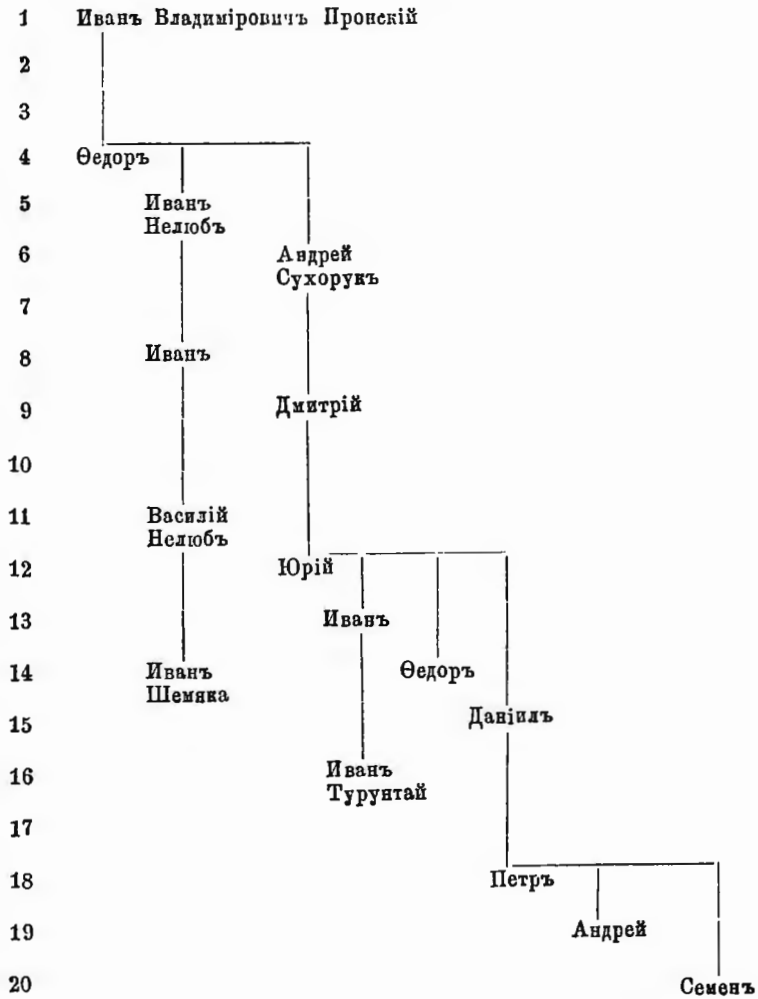 1 Иванъ Владиміровичъ Пронскій
2
3
4 Ѳедоръ
5 Иванъ
Нелюбъ
6 Андрей
Сухорукъ
7
8 Иванъ
9 Дмитрій
10
11 Василій
Нелюбъ
12 Юрій
13 Иванъ
14 Иванъ Ѳедоръ
Шемяка
15 Даніилъ
16 Иванъ
Турунтай
17
18 Петръ
19 Андрей
20 Семенъ